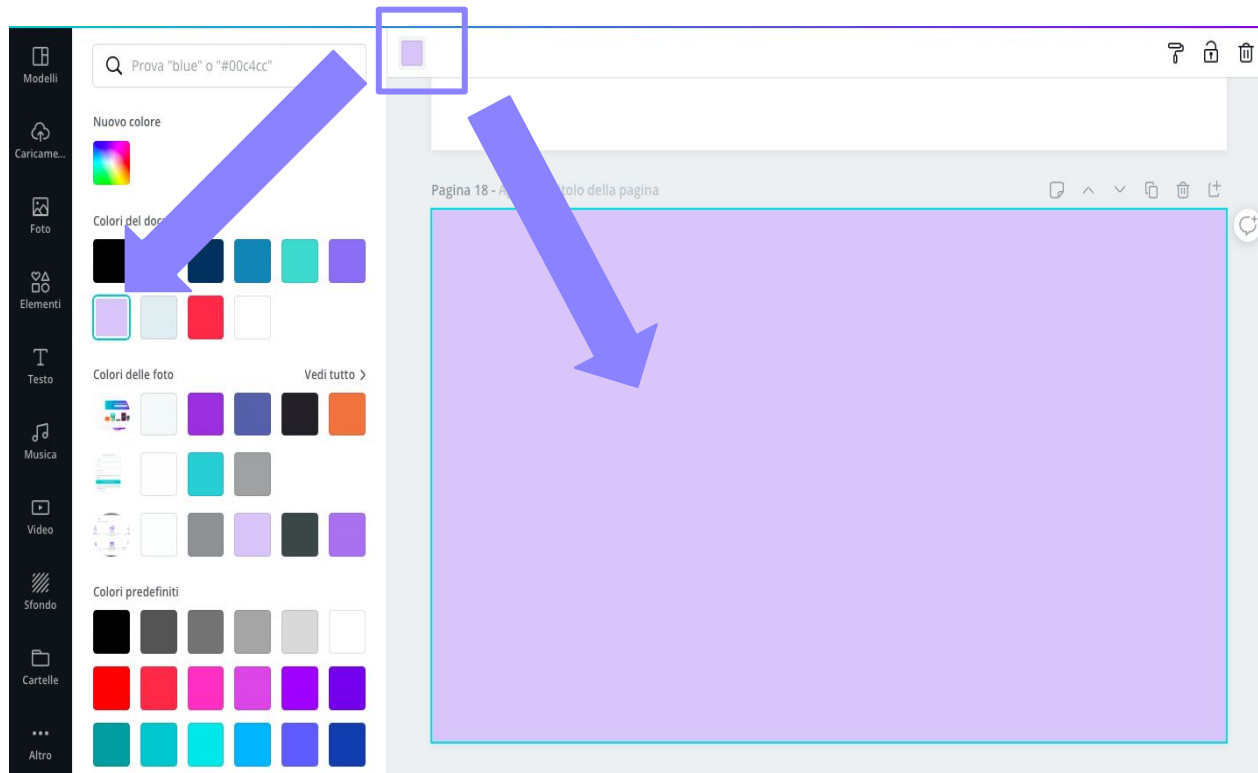 Modelli
Caricame...
Foto
Elementi
Testo
Musica
Video
Sfondo
Cartelle
Altro
Prova "blue" o "#00c4cc"
Nuovo colore
Colori del doc
Colori delle foto
Vedi tutto >
Colori predefiniti
Pagina 18 - A tolo della pagina